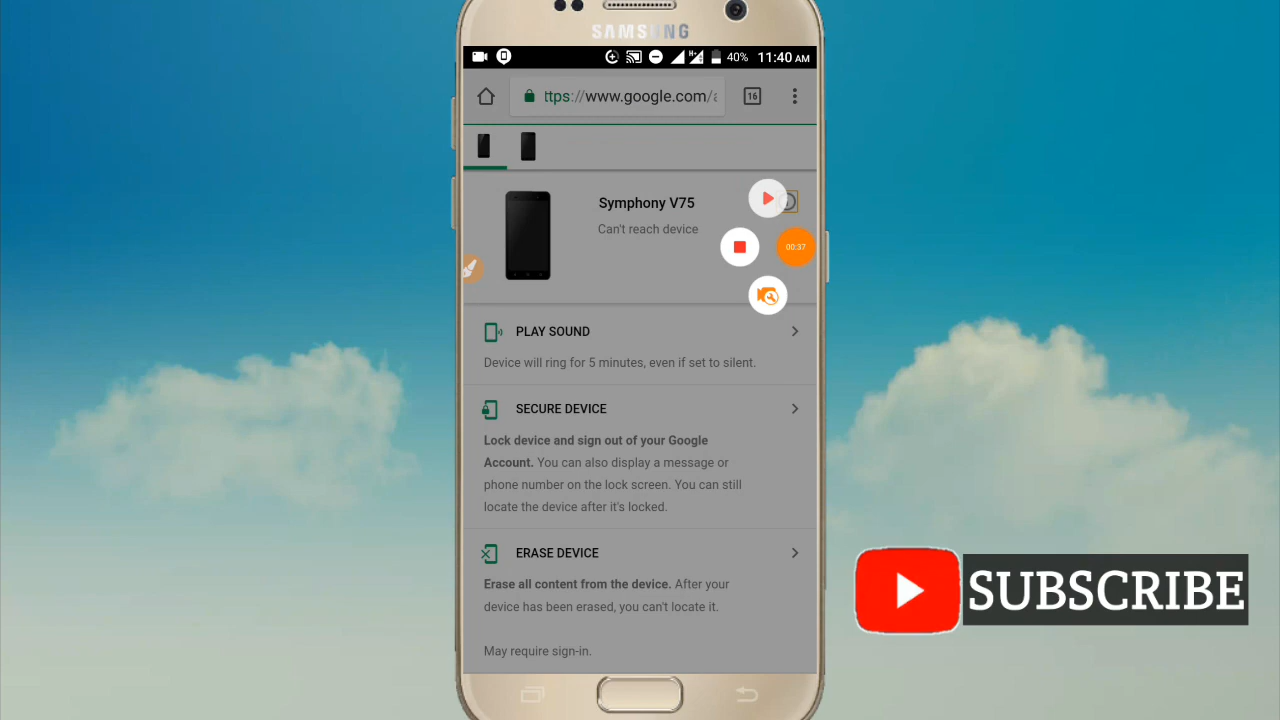 SAMSUNG
H+
40%
11:40 AM
ttps://www.google.com/a
16
Symphony V75
Can't reach device
00:37
PLAY SOUND
Device will ring for 5 minutes, even if set to silent.
SECURE DEVICE
Lock device and sign out of your Google
Account. You can also display a message or
phone number on the lock screen. You can still
locate the device after it's locked.
ERASE DEVICE
Erase all content from the device. After your
device has been erased, you can't locate it.
May require sign-in.
SUBSCRIBE